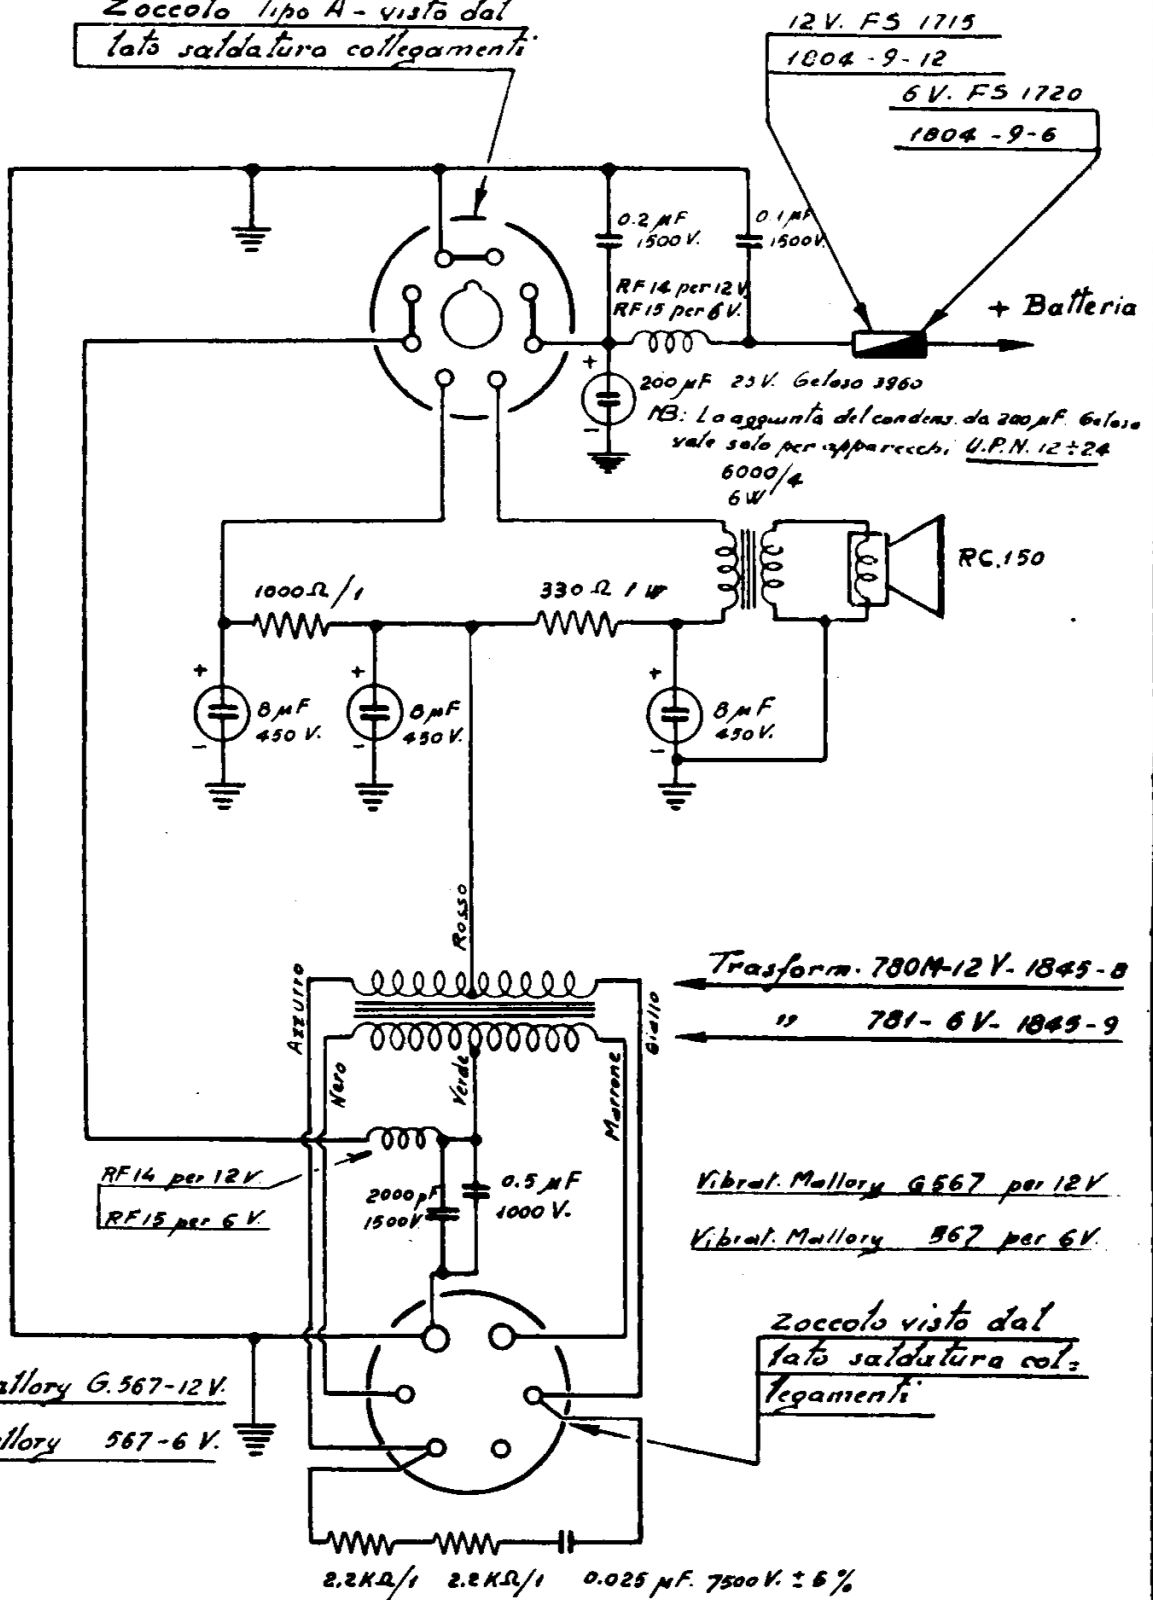 Zoccolo Tipo A - visto dal
lato saldatura collegamenti
12 V. FS 1715
1804 - 9 - 12
6 V. FS 1720
1804 - 9 - 6
0.2 µF
1500 V.
0.1 µF
1500 V.
RF 14 per 12 V.
RF 15 per 6 V.
+ Batteria
+
200 µF 25 V. Geloso 3960
-
NB: La aggiunta del condens. da 200 µF. Geloso
vale solo per apparecchi U.P.N. 12 ÷ 24
6000/4
6 W
RC. 150
1000 Ω / 1
330 Ω 1 W
+
8 µF
450 V.
-
+
8 µF
450 V.
-
+
8 µF
450 V.
-
Rosso
Azzurro
Giallo
Nero
Verde
Marrone
Trasform. 780M-12 V- 1845-8
" 781 - 6 V- 1845-9
RF 14 per 12 V.
RF 15 per 6 V.
2000 pF
1500 V
0.5 µF
1000 V.
Vibrat. Mallory G 567 per 12 V
Vibrat. Mallory 567 per 6 V.
Zoccolo visto dal
lato saldatura col=
legamenti
allory G. 567-12 V.
allory 567-6 V.
2.2 KΩ/1 2.2 KΩ/1 0.025 µF. 7500 V. ± 5 %